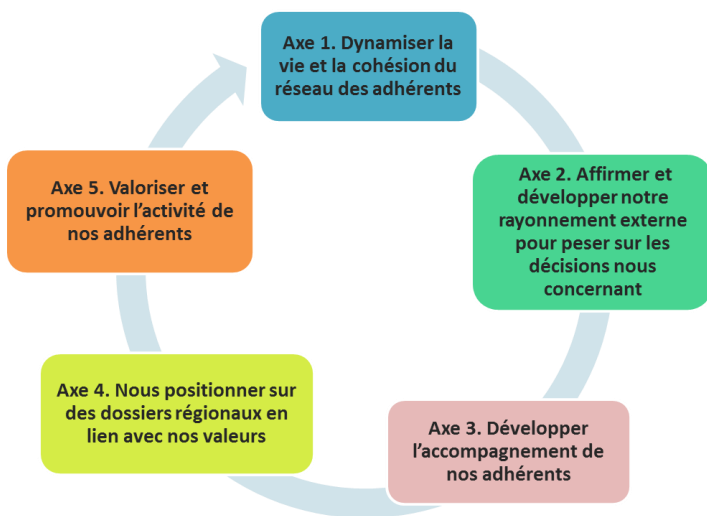 Axe 1. Dynamiser la
vie et la cohésion du
réseau des adhérents
Axe 2. Affirmer et
développer notre
rayonnement externe
pour peser sur les
décisions nous
concernant
Axe 3. Développer
l’accompagnement de
nos adhérents
Axe 4. Nous positionner sur
des dossiers régionaux en
lien avec nos valeurs
Axe 5. Valoriser et
promouvoir l’activité de
nos adhérents